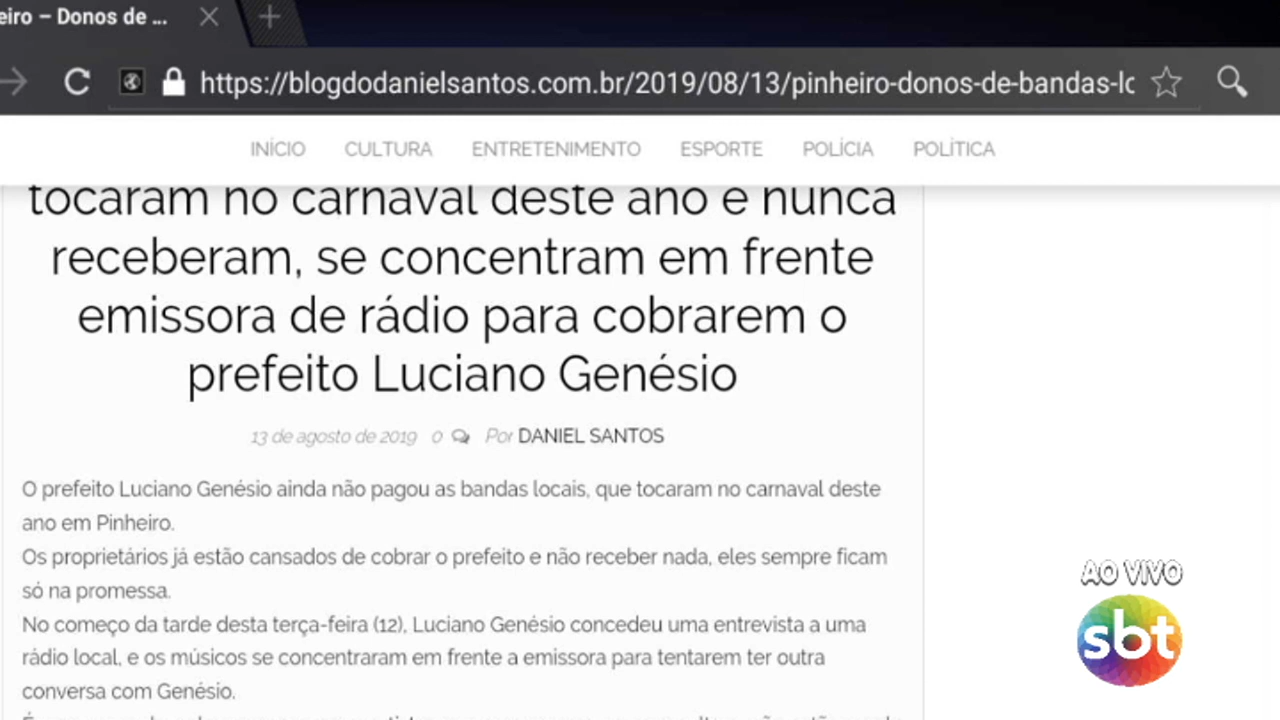 eiro – Donos de ...
https://blogdodanielsantos.com.br/2019/08/13/pinheiro-donos-de-bandas-lo
INÍCIO CULTURA ENTRETENIMENTO ESPORTE POLÍCIA POLÍTICA
tocaram no carnaval deste ano e nunca
receberam, se concentram em frente
emissora de rádio para cobrarem o
prefeito Luciano Genésio
13 de agosto de 2019 0 Por DANIEL SANTOS
O prefeito Luciano Genésio ainda não pagou as bandas locais, que tocaram no carnaval deste
ano em Pinheiro.
Os proprietários já estão cansados de cobrar o prefeito e não receber nada, eles sempre ficam
só na promessa.
No começo da tarde desta terça-feira (12), Luciano Genésio concedeu uma entrevista a uma
rádio local, e os músicos se concentraram em frente a emissora para tentarem ter outra
conversa com Genésio.
AO VIVO
sbt